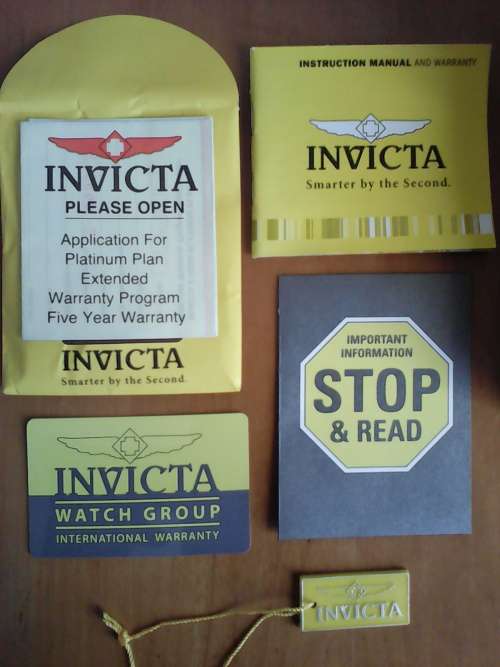 INVICTA
PLEASE OPEN
Application For
Platinum Plan
Extended
Warranty Program
Five Year Warranty
INVICTA
Smarter by the Second.
INSTRUCTION MANUAL AND WARRANTY
INVICTA
Smarter by the Second.
IMPORTANT
INFORMATION
STOP
& READ
INVICTA
WATCH GROUP
INTERNATIONAL WARRANTY
INVICTA